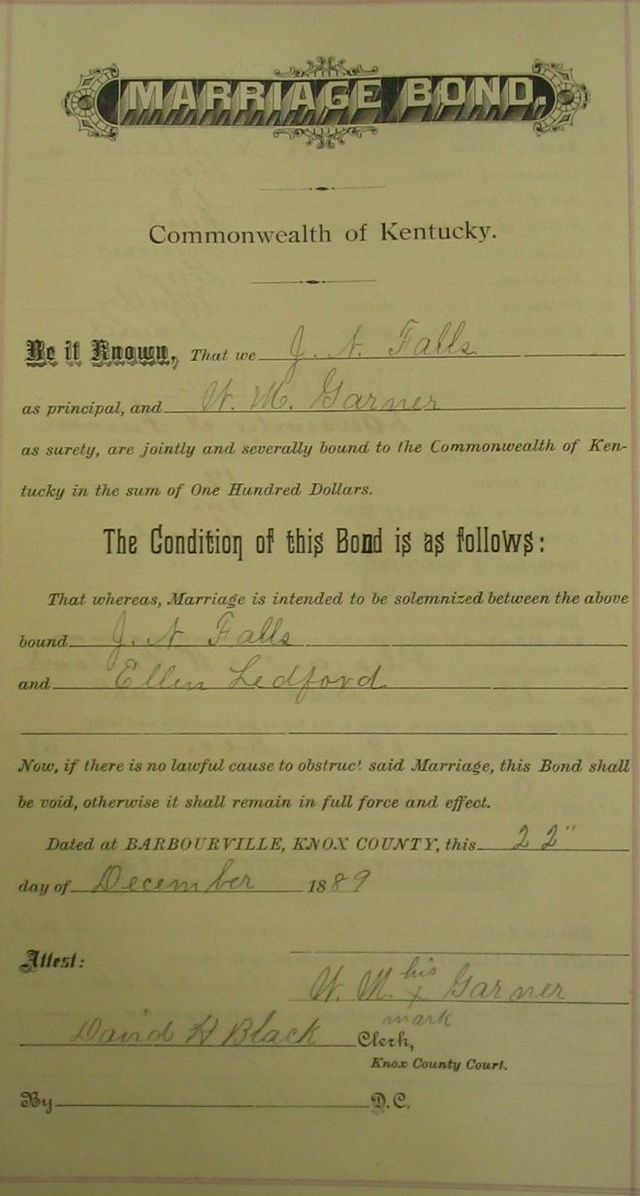 MARRIAGE BOND.
Commonwealth of Kentucky.
Be it Known, That we J. N. Falls
as principal, and W. M. Garner
as surety, are jointly and severally bound to the Commonwealth of Ken-
tucky in the sum of One Hundred Dollars.
The Condition of this Bond is as follows:
That whereas, Marriage is intended to be solemnized between the above
bound J. N Falls
and Ellen Ledford
Now, if there is no lawful cause to obstruct said Marriage, this Bond shall
be void, otherwise it shall remain in full force and effect.
Dated at BARBOURVILLE, KNOX COUNTY, this 22"
day of December 1889
Attest:
his
W. M. x Garner
mark
David H Black Clerk,
Knox County Court.
By D.C.